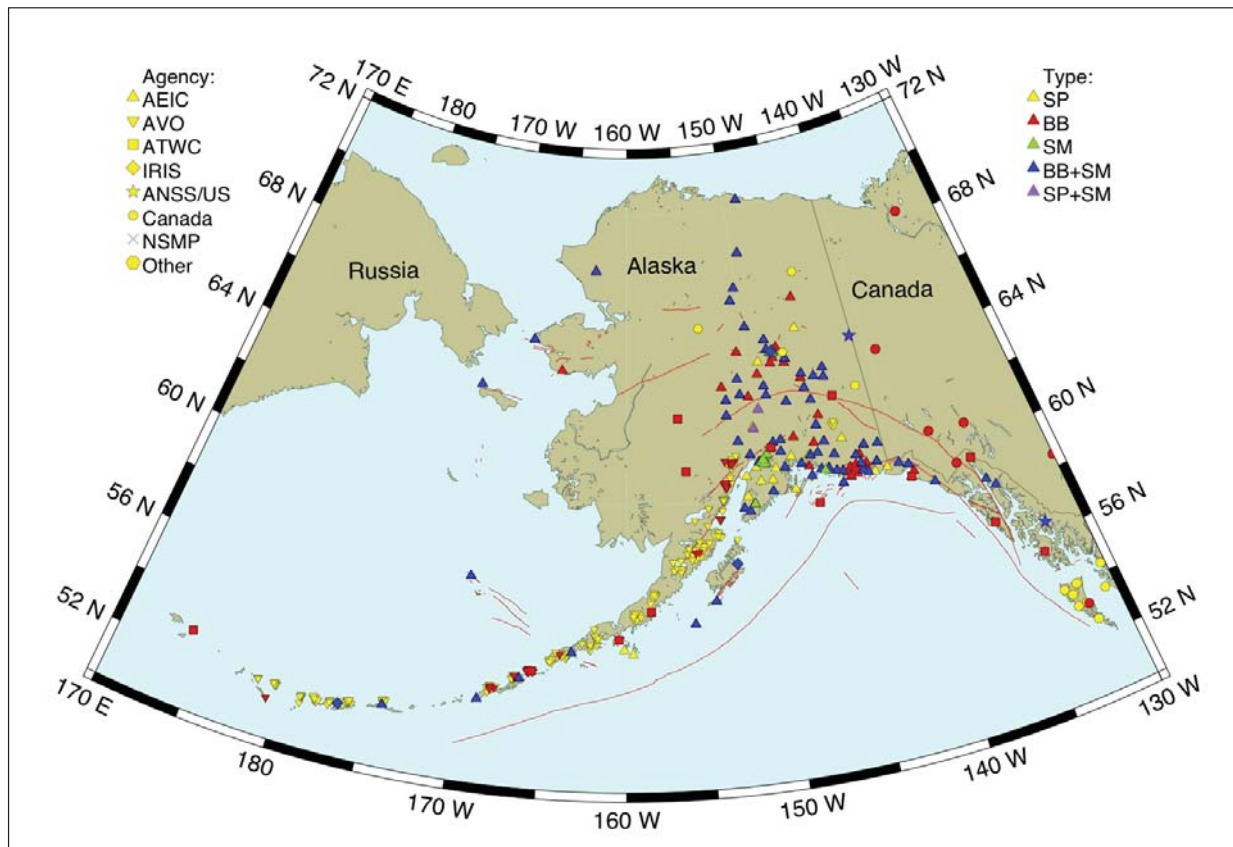 Agency:
AEIC
AVO
ATWC
IRIS
ANSS/US
Canada
NSMP
Other
Type:
SP
BB
SM
BB+SM
SP+SM
170 E
180
170 W
160 W
150 W
140 W
130 W
72 N
72 N
68 N
68 N
64 N
64 N
60 N
60 N
56 N
56 N
52 N
52 N
Russia
Alaska
Canada
170 E
180
170 W
160 W
150 W
140 W
130 W